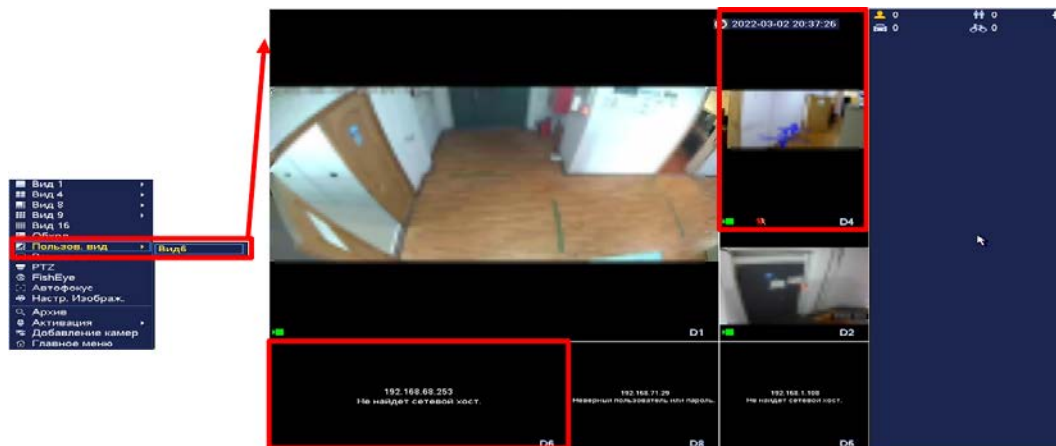 Вид 1
Вид 4
Вид 8
Вид 9
Вид 16
Обход
Пользов. вид
Вид6
PTZ
FishEye
Автофокус
Настр. Изображ.
Архив
Активация
Добавление камер
Главное меню
2022-03-02 20:37:26
D4
D1
D2
192.168.68.253
Не найдет сетевой хост.
D6
192.168.71.29
Неверный пользователь или пароль.
D8
192.168.1.108
Не найдет сетевой хост.
D6
0
0
0
0